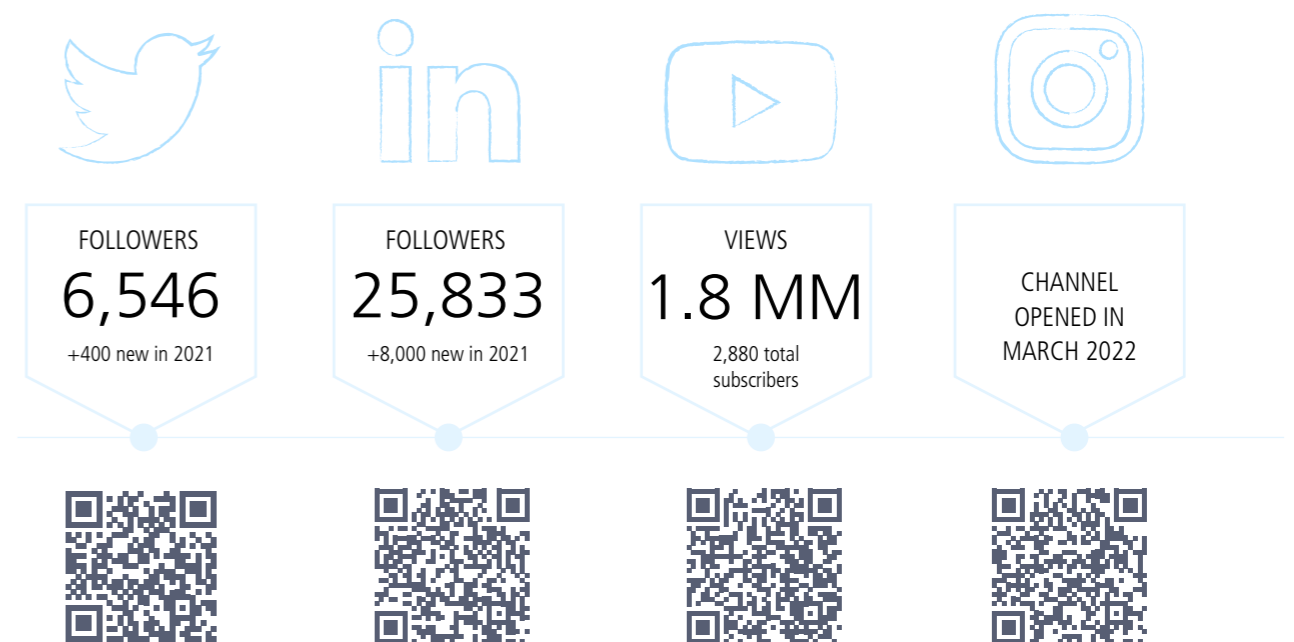 in
FOLLOWERS
6,546
+400 new in 2021
FOLLOWERS
25,833
+8,000 new in 2021
VIEWS
1.8 MM
2,880 total
subscribers
CHANNEL
OPENED IN
MARCH 2022